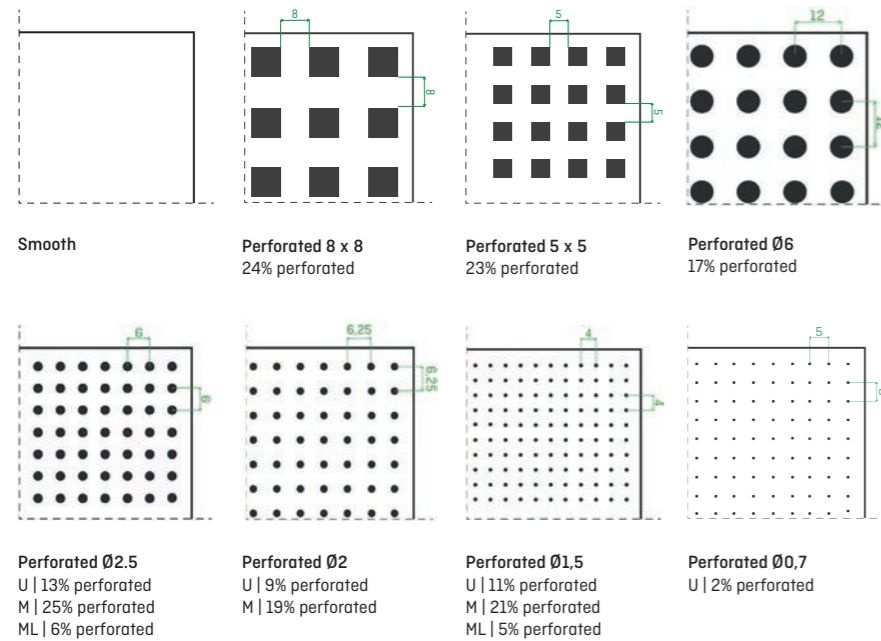 8
8
5
5
12
12
Smooth
Perforated 8 x 8
24% perforated
Perforated 5 x 5
23% perforated
Perforated Ø6
17% perforated
6
6
6,25
6,25
4
4
5
Perforated Ø2.5
U | 13% perforated
M | 25% perforated
ML | 6% perforated
Perforated Ø2
U | 9% perforated
M | 19% perforated
Perforated Ø1,5
U | 11% perforated
M | 21% perforated
ML | 5% perforated
Perforated Ø0,7
U | 2% perforated